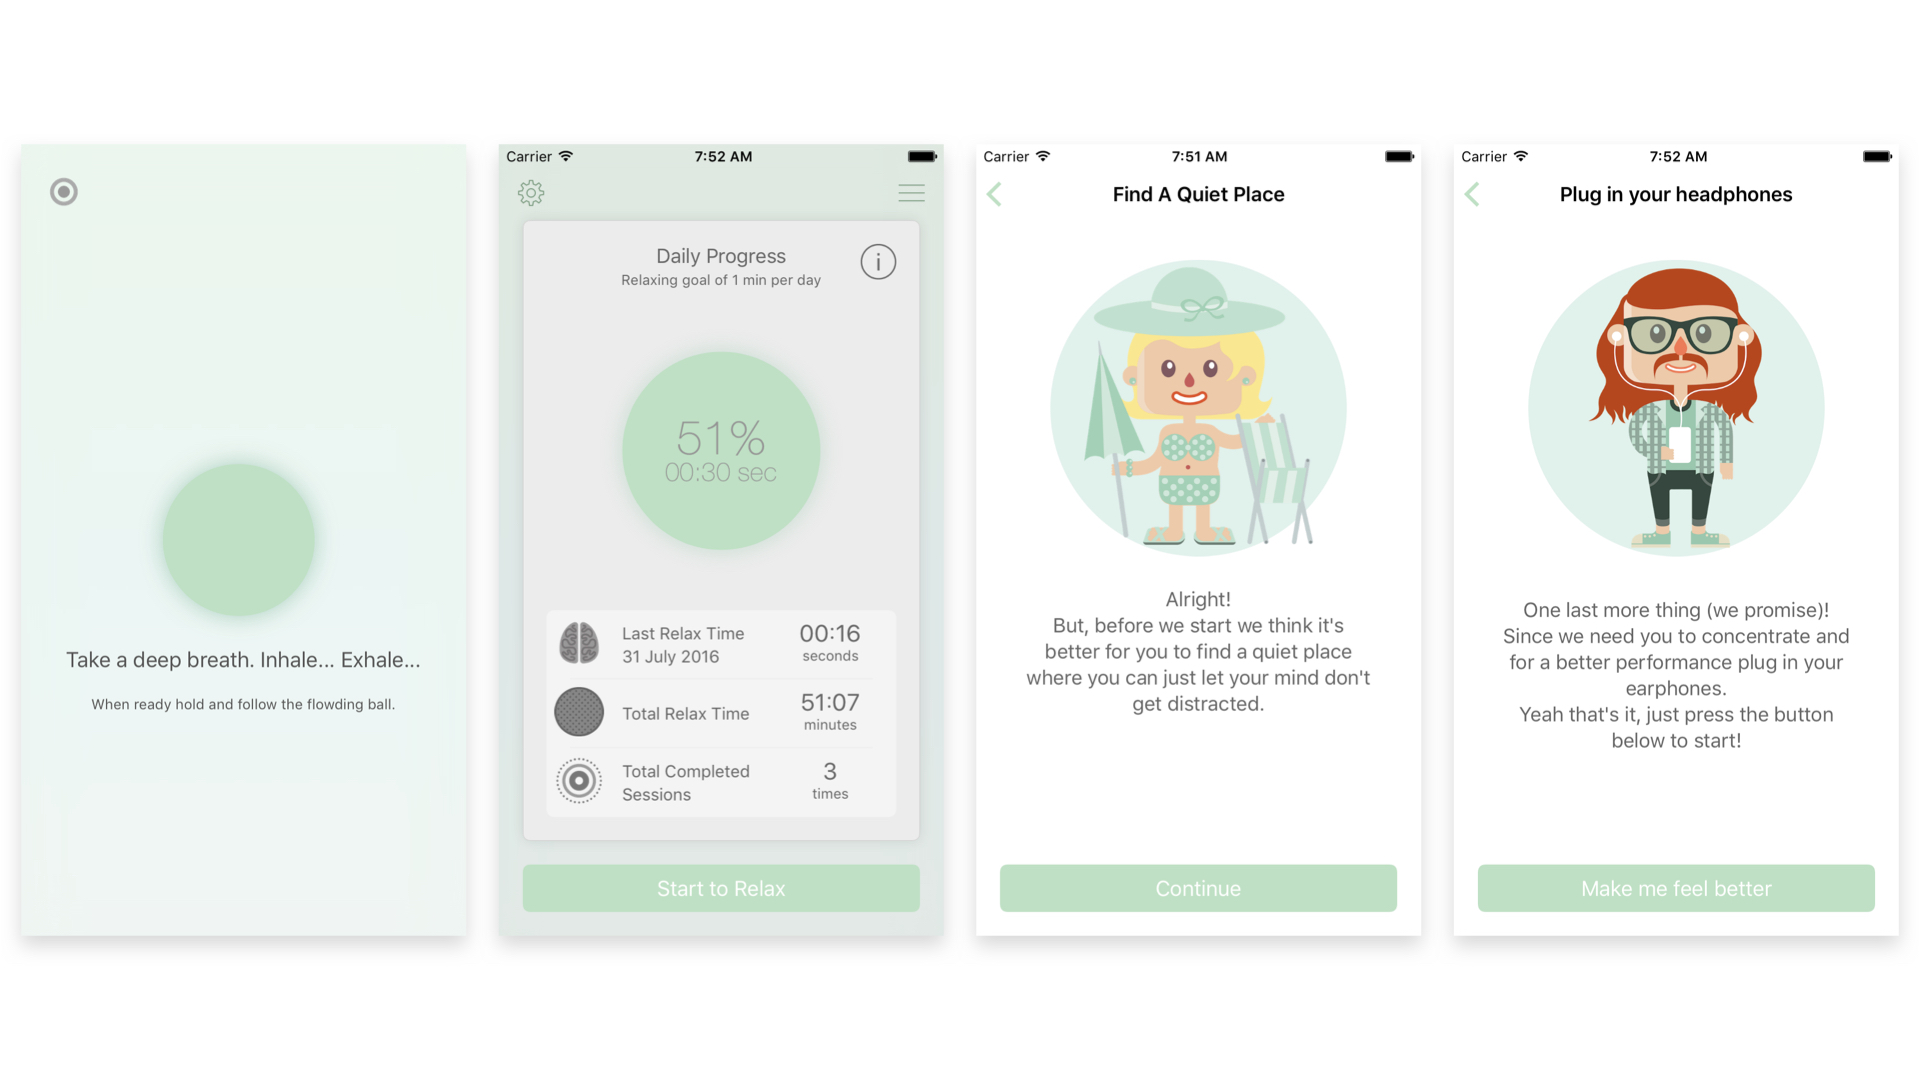 Take a deep breath. Inhale... Exhale...
When ready hold and follow the flowding ball.
Carrier 7:52 AM
Daily Progress
Relaxing goal of 1 min per day
i
51%
00:30 sec
Last Relax Time
31 July 2016
00:16
seconds
Total Relax Time
51:07
minutes
Total Completed
Sessions
3
times
Start to Relax
Carrier 7:51 AM
Find A Quiet Place
Alright!
But, before we start we think it's
better for you to find a quiet place
where you can just let your mind don't
get distracted.
Continue
Carrier 7:52 AM
Plug in your headphones
One last more thing (we promise)!
Since we need you to concentrate and
for a better performance plug in your
earphones.
Yeah that's it, just press the button
below to start!
Make me feel better